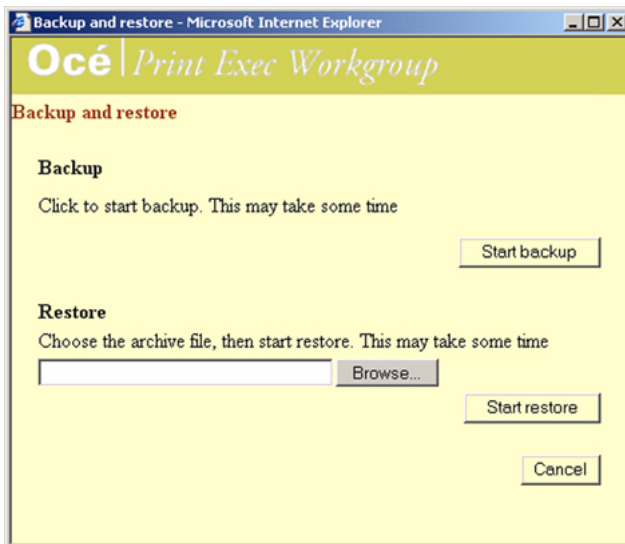 Backup and restore - Microsoft Internet Explorer
Océ Print Exec Workgroup
Backup and restore
Backup
Click to start backup. This may take some time
Start backup
Restore
Choose the archive file, then start restore. This may take some time
Browse...
Start restore
Cancel